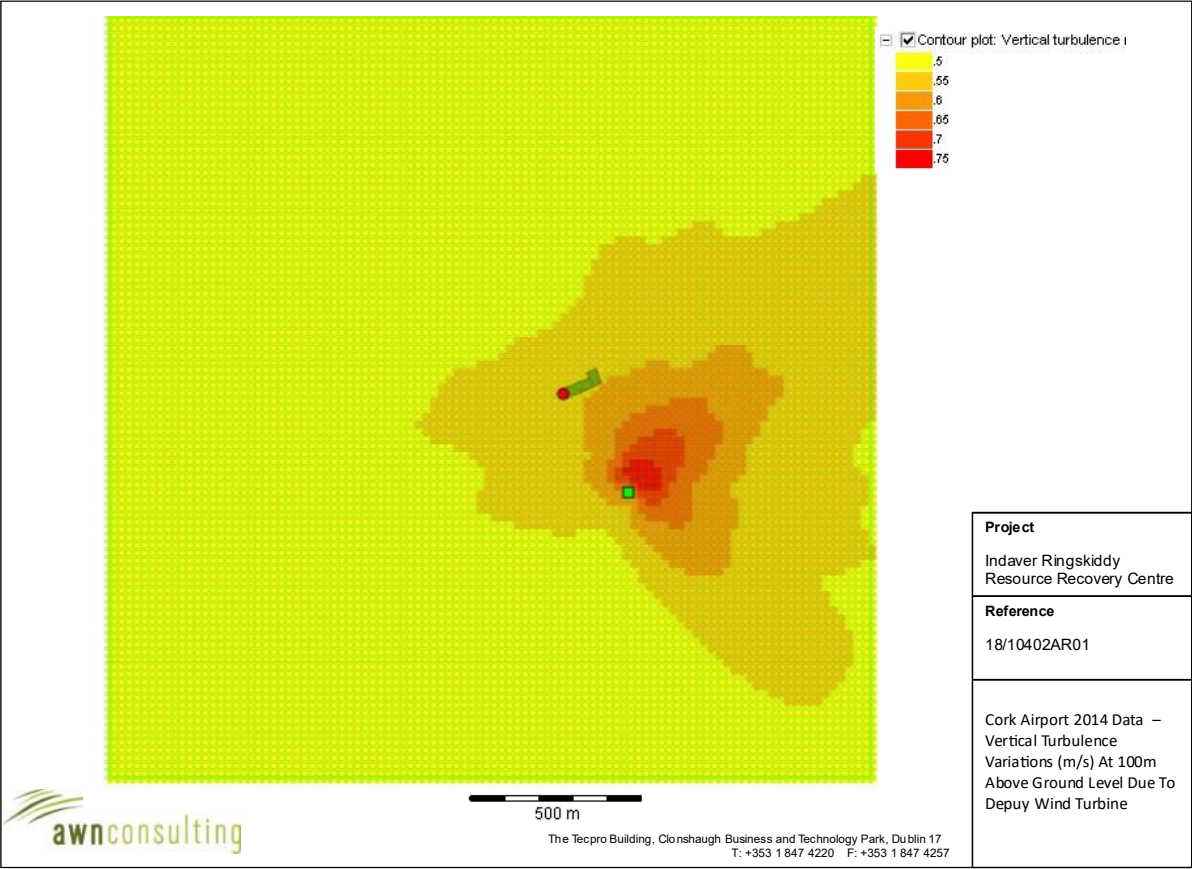 Contour plot: Vertical turbulence
.5
.55
.6
.65
.7
.75
Project
Indaver Ringskiddy
Resource Recovery Centre
Reference
18/10402AR01
Cork Airport 2014 Data –
Vertical Turbulence
Variations (m/s) At 100m
Above Ground Level Due To
Depuy Wind Turbine
500 m
awnconsulting
The Tecpro Building, Clonshaugh Business and Technology Park, Dublin 17
T: +353 1 847 4220 F: +353 1 847 4257